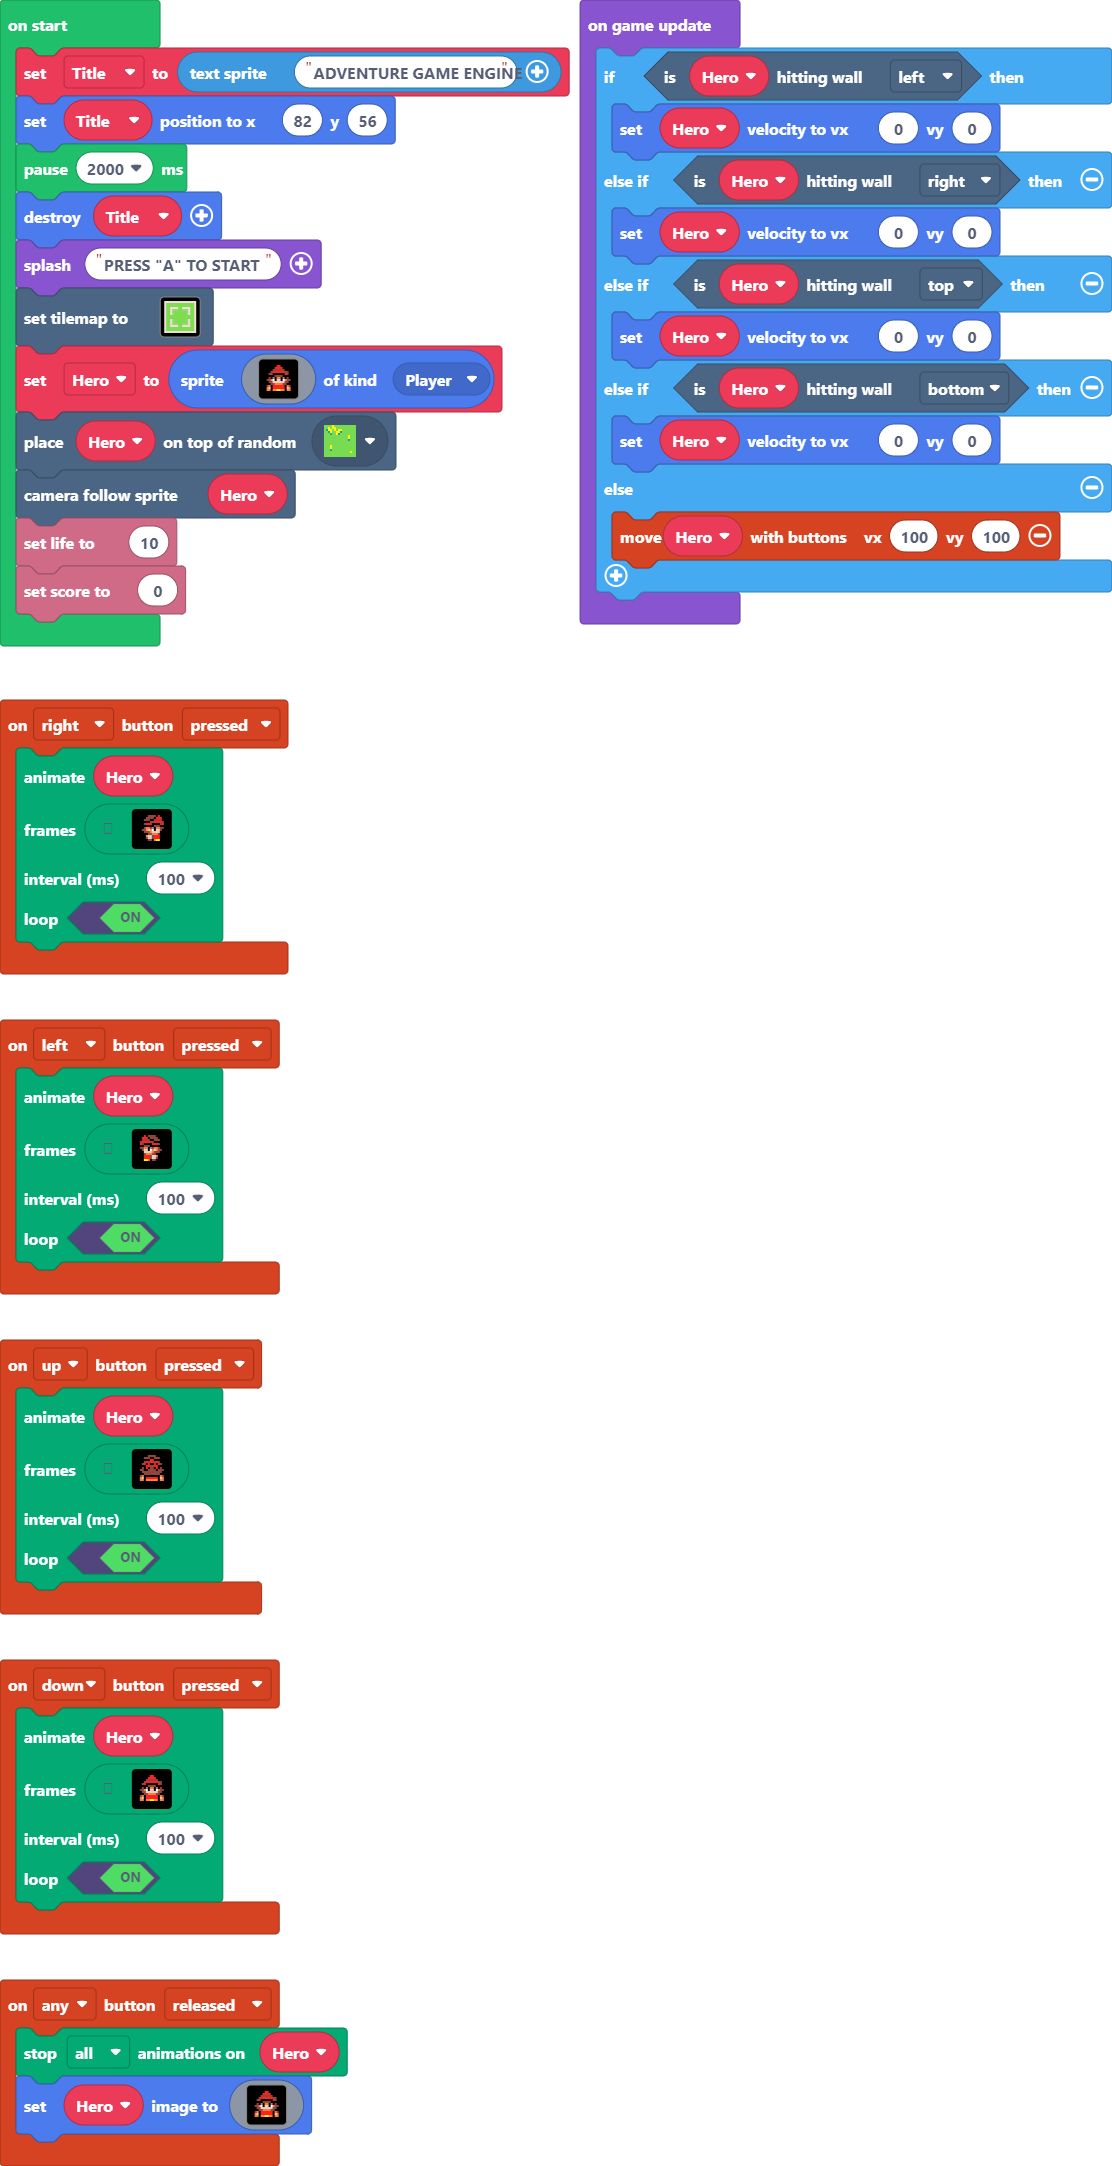 on start
set Title to text sprite "ADVENTURE GAME ENGINE"
set Title position to x 82 y 56
pause 2000 ms
destroy Title
splash "PRESS "A" TO START "
set tilemap to
set Hero to sprite of kind Player
place Hero on top of random
camera follow sprite Hero
set life to 10
set score to 0
on game update
if is Hero hitting wall left then
set Hero velocity to vx 0 vy 0
else if is Hero hitting wall right then
set Hero velocity to vx 0 vy 0
else if is Hero hitting wall top then
set Hero velocity to vx 0 vy 0
else if is Hero hitting wall bottom then
set Hero velocity to vx 0 vy 0
else
move Hero with buttons vx 100 vy 100
on right button pressed
animate Hero
frames
interval (ms) 100
loop ON
on left button pressed
animate Hero
frames
interval (ms) 100
loop ON
on up button pressed
animate Hero
frames
interval (ms) 100
loop ON
on down button pressed
animate Hero
frames
interval (ms) 100
loop ON
on any button released
stop all animations on Hero
set Hero image to